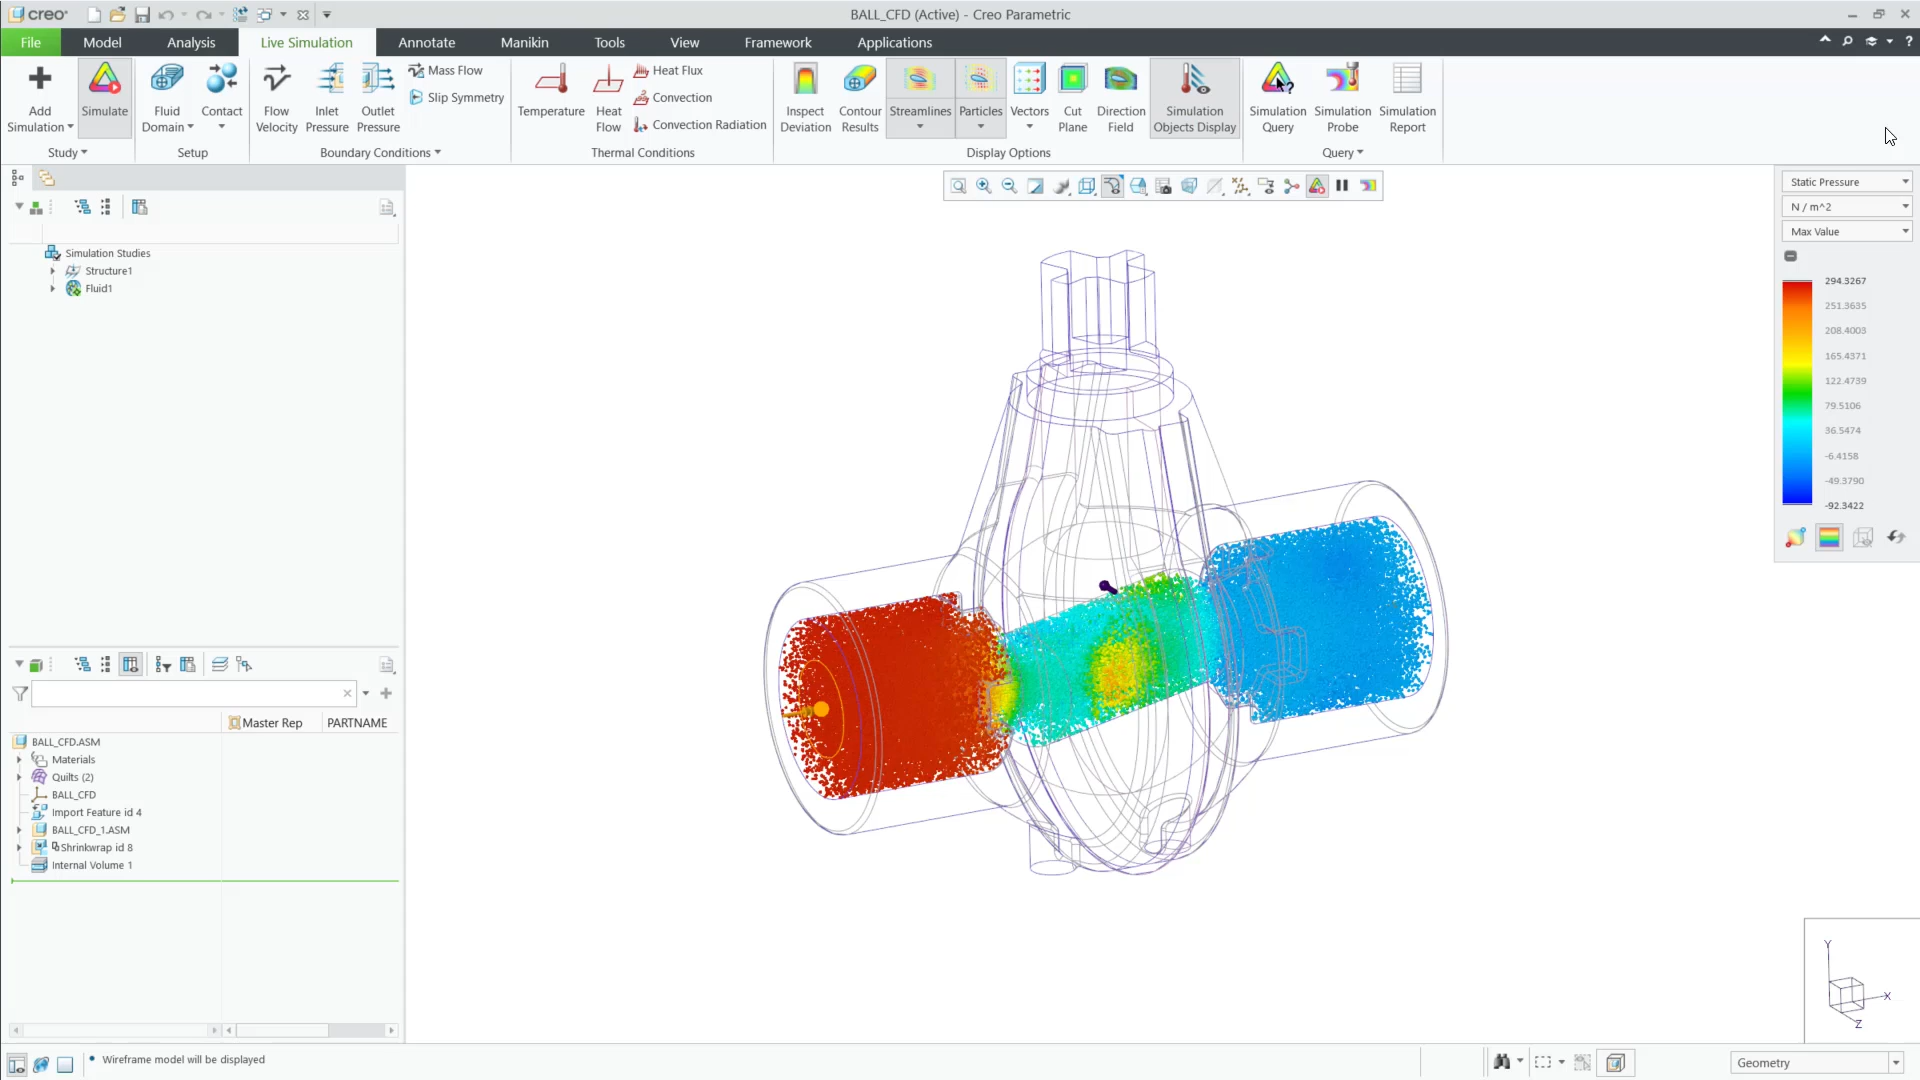 creo
BALL_CFD (Active) - Creo Parametric
File
Model
Analysis
Live Simulation
Annotate
Manikin
Tools
View
Framework
Applications
Add Simulation
Simulate
Fluid Domain
Contact
Flow Velocity
Inlet Pressure
Outlet Pressure
Mass Flow
Slip Symmetry
Temperature
Heat Flow
Heat Flux
Convection
Convection Radiation
Inspect Deviation
Contour Results
Streamlines
Particles
Vectors
Cut Plane
Direction Field
Simulation Objects Display
Simulation Query
Simulation Probe
Simulation Report
Study
Setup
Boundary Conditions
Thermal Conditions
Display Options
Query
Simulation Studies
Structure1
Fluid1
Static Pressure
N / m^2
Max Value
294.3267
251.3635
208.4003
165.4371
122.4739
79.5106
36.5474
-6.4158
-49.3790
-92.3422
Master Rep
PARTNAME
BALL_CFD.ASM
Materials
Quilts (2)
BALL_CFD
Import Feature id 4
BALL_CFD_1.ASM
Shrinkwrap id 8
Internal Volume 1
Y
X
Z
Wireframe model will be displayed
Geometry